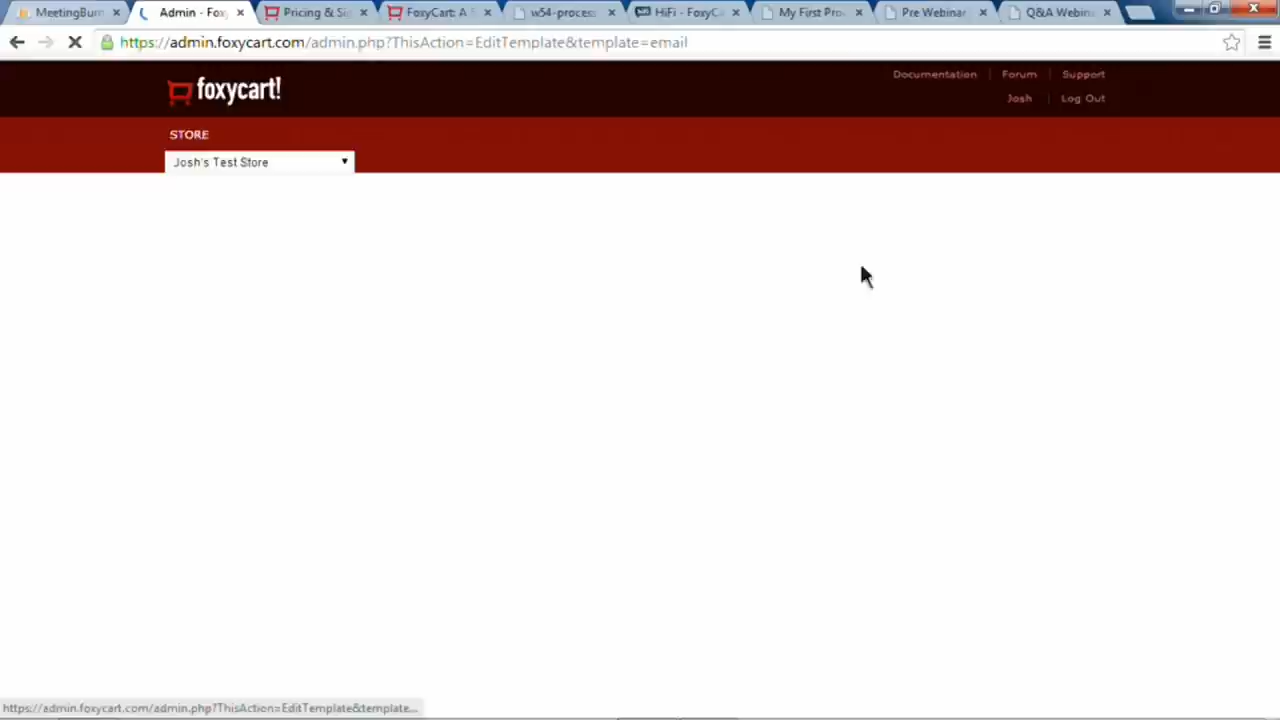 MeetingBurn
Admin - Foxy
Pricing & Si
FoxyCart: A
w54-process
HiFi - FoxyC
My First Pro
Pre Webinar
Q&A Webin
https://admin.foxycart.com/admin.php?ThisAction=EditTemplate&template=email
foxycart!
Documentation
Forum
Support
Josh
Log Out
STORE
Josh's Test Store
https://admin.foxycart.com/admin.php?ThisAction=EditTemplate&template...